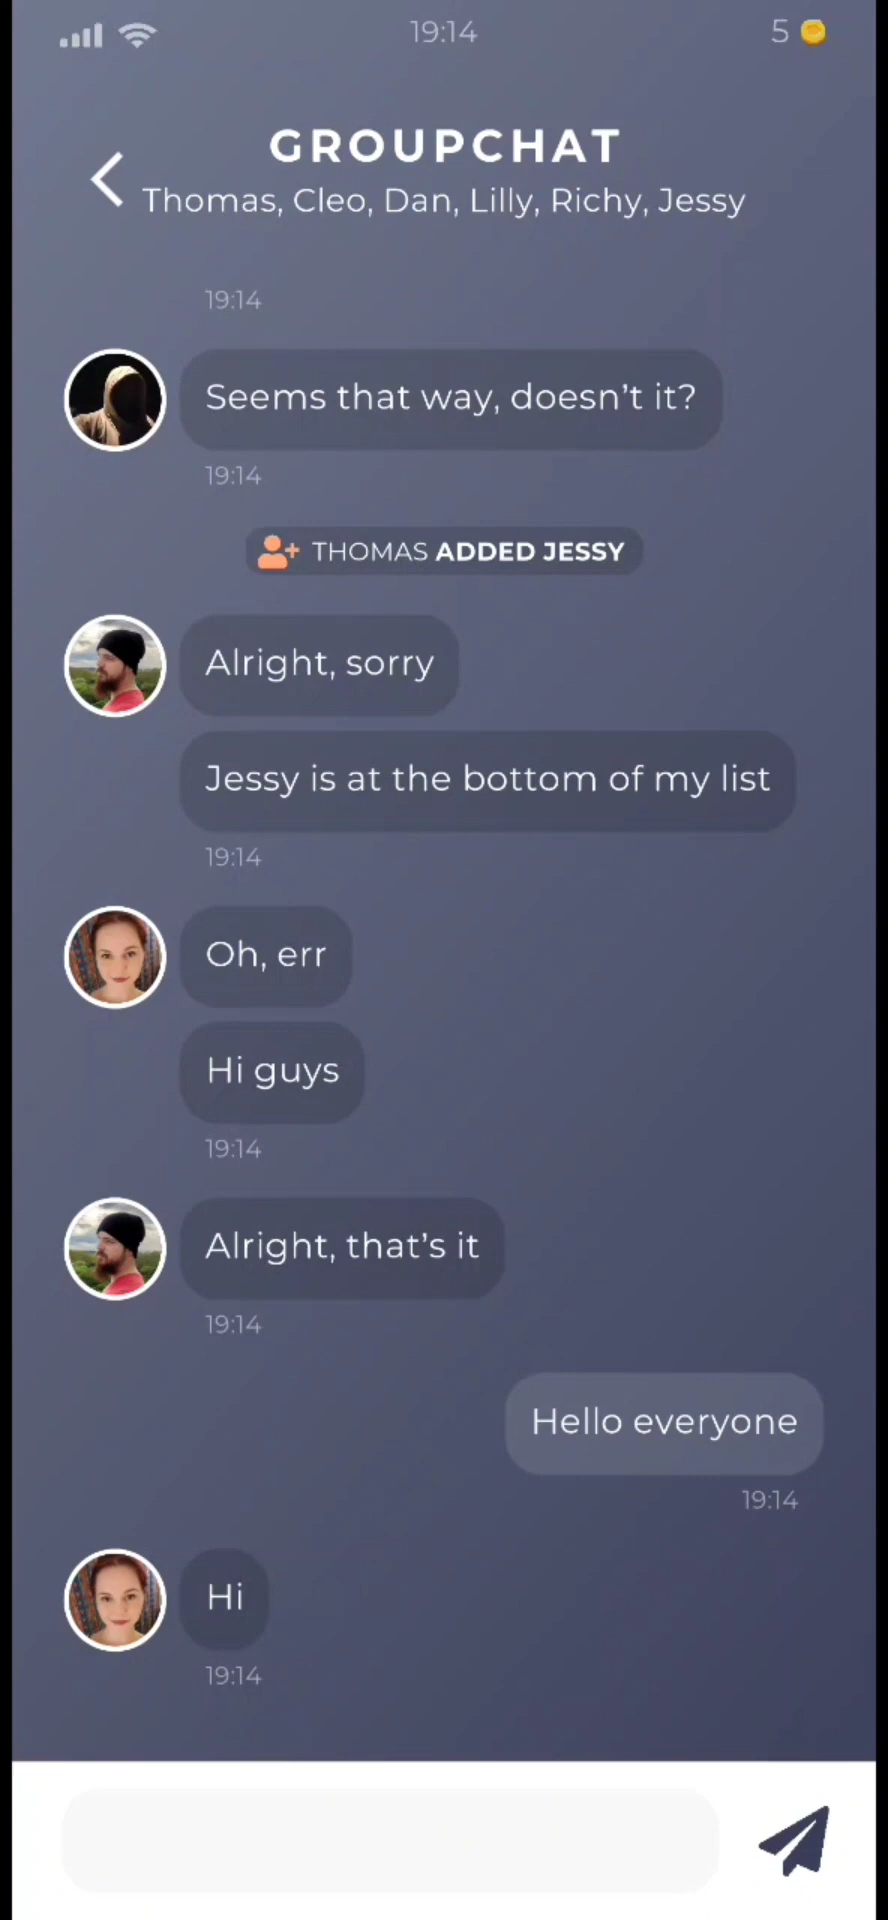 19:14
5
GROUPCHAT
Thomas, Cleo, Dan, Lilly, Richy, Jessy
19:14
Seems that way, doesn't it?
19:14
THOMAS ADDED JESSY
Alright, sorry
Jessy is at the bottom of my list
19:14
Oh, err
Hi guys
19:14
Alright, that's it
19:14
Hello everyone
19:14
Hi
19:14